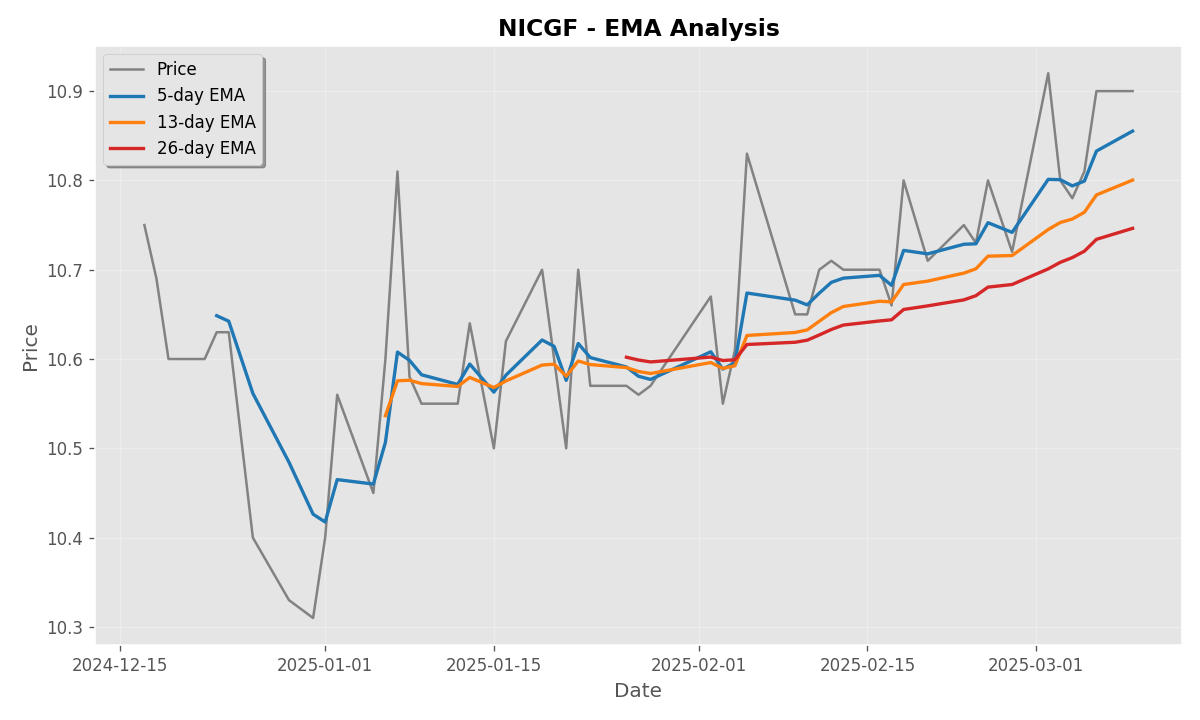 NICGF - EMA Analysis
Price
5-day EMA
13-day EMA
26-day EMA
10.9
10.8
10.7
10.6
10.5
10.4
10.3
Price
2024-12-15
2025-01-01
2025-01-15
2025-02-01
2025-02-15
2025-03-01
Date